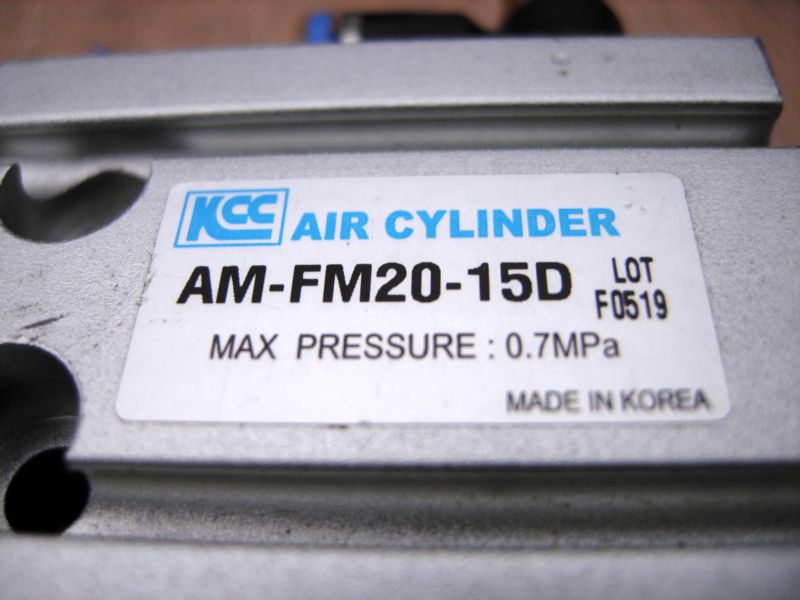 KCC AIR CYLINDER
AM-FM20-15D LOT
F0519
MAX PRESSURE : 0.7MPa
MADE IN KOREA